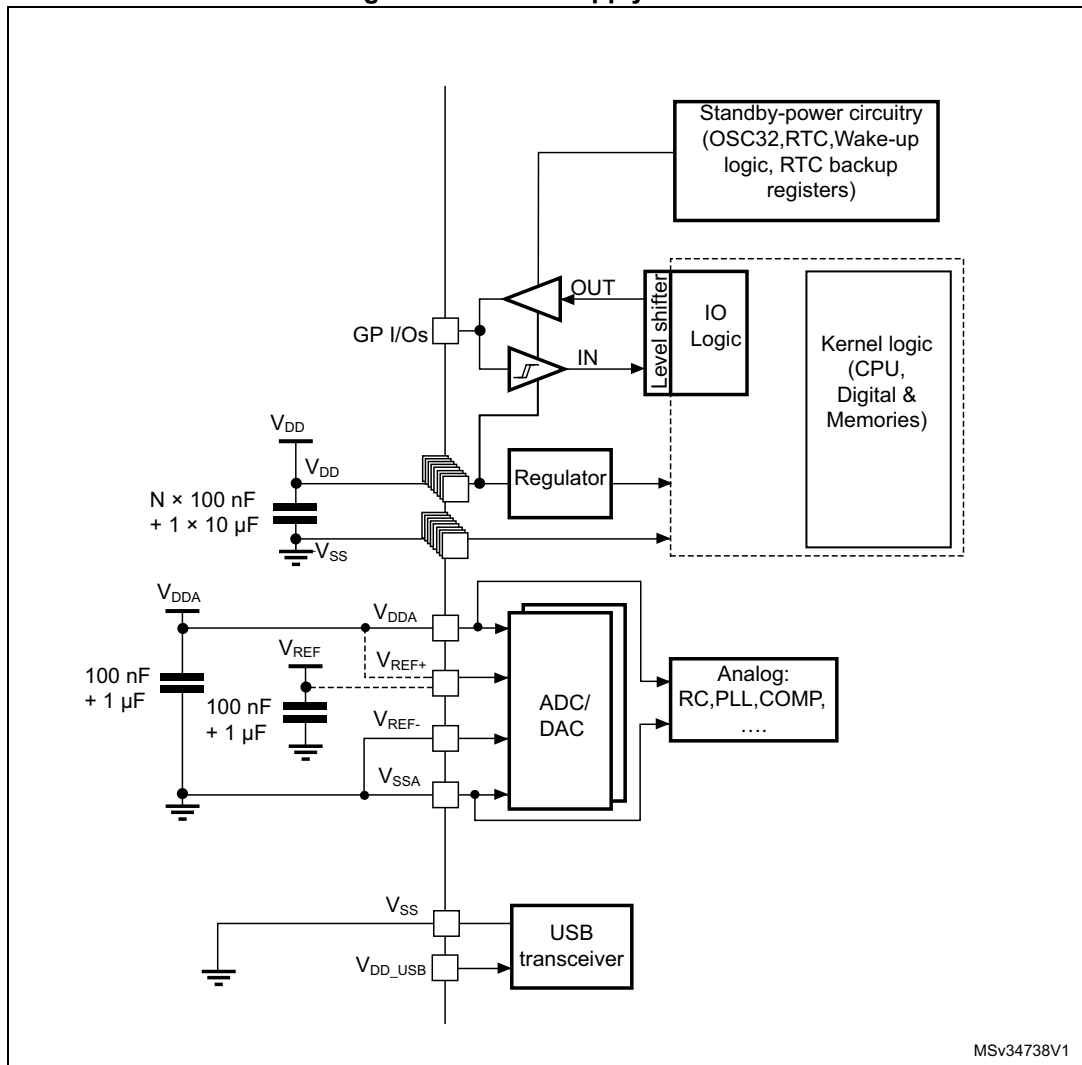 Standby-power circuitry
(OSC32,RTC,Wake-up
logic, RTC backup
registers)
OUT
GP I/Os
IN
Level shifter
IO
Logic
Kernel logic
(CPU,
Digital &
Memories)
VDD
VDD
Regulator
N × 100 nF
+ 1 × 10 µF
VSS
VDDA
VDDA
VREF
VREF+
100 nF
+ 1 µF
100 nF
+ 1 µF
VREF-
ADC/
DAC
Analog:
RC,PLL,COMP,
....
VSSA
VSS
USB
transceiver
VDD_USB
MSv34738V1